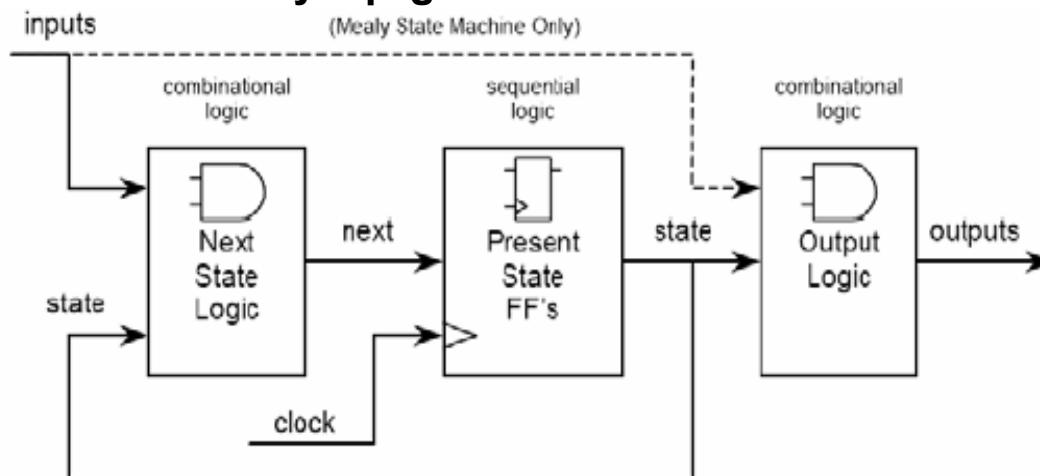 inputs
(Mealy State Machine Only)
combinational
logic
sequential
logic
combinational
logic
Next
State
Logic
next
Present
State
FF's
state
Output
Logic
outputs
state
clock